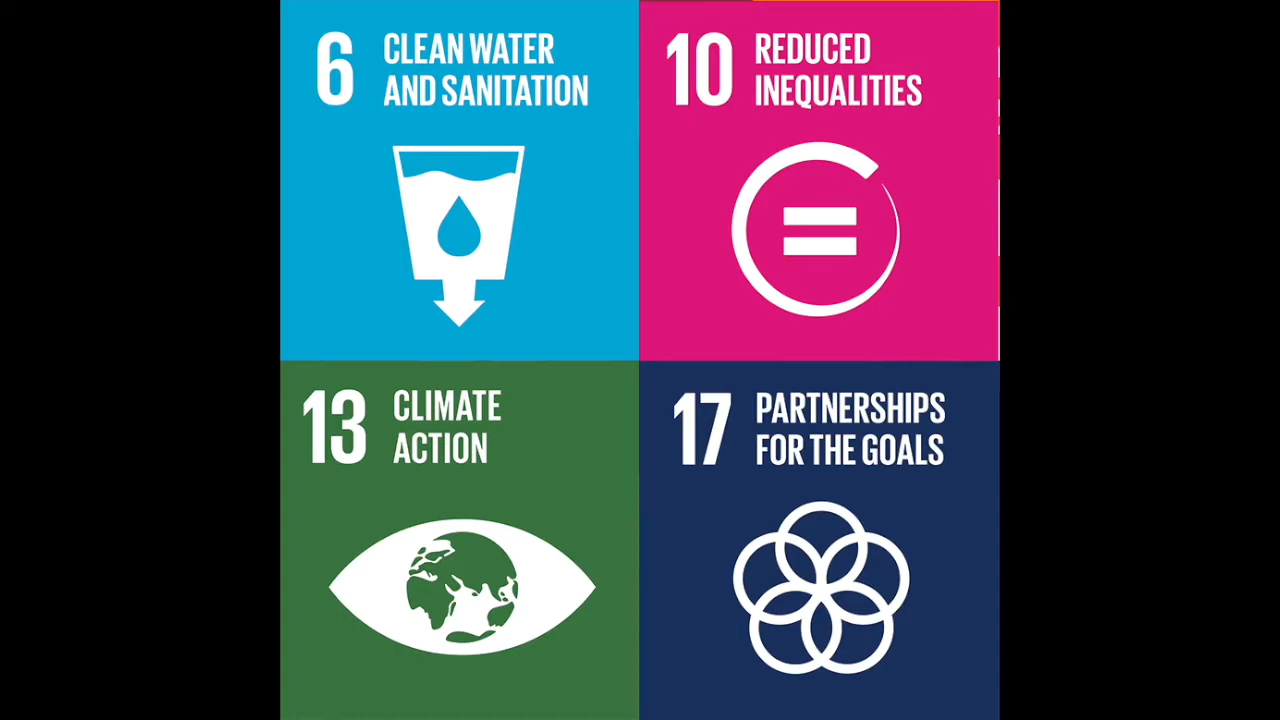 6 CLEAN WATER
AND SANITATION
10 REDUCED
INEQUALITIES
13 CLIMATE
ACTION
17 PARTNERSHIPS
FOR THE GOALS